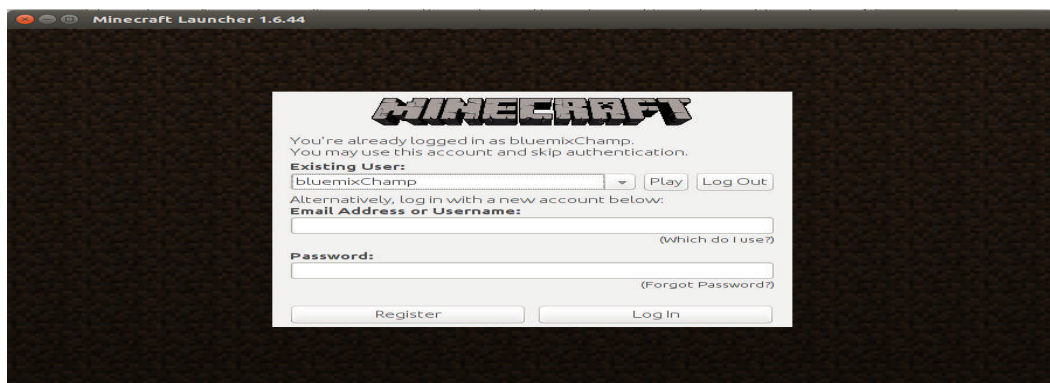 Minecraft Launcher 1.6.44
MINECRAFT
You're already logged in as bluemixChamp.
You may use this account and skip authentication.
Existing User:
bluemixChamp Play Log Out
Alternatively, log in with a new account below:
Email Address or Username:
(Which do I use?)
Password:
(Forgot Password?)
Register Log In